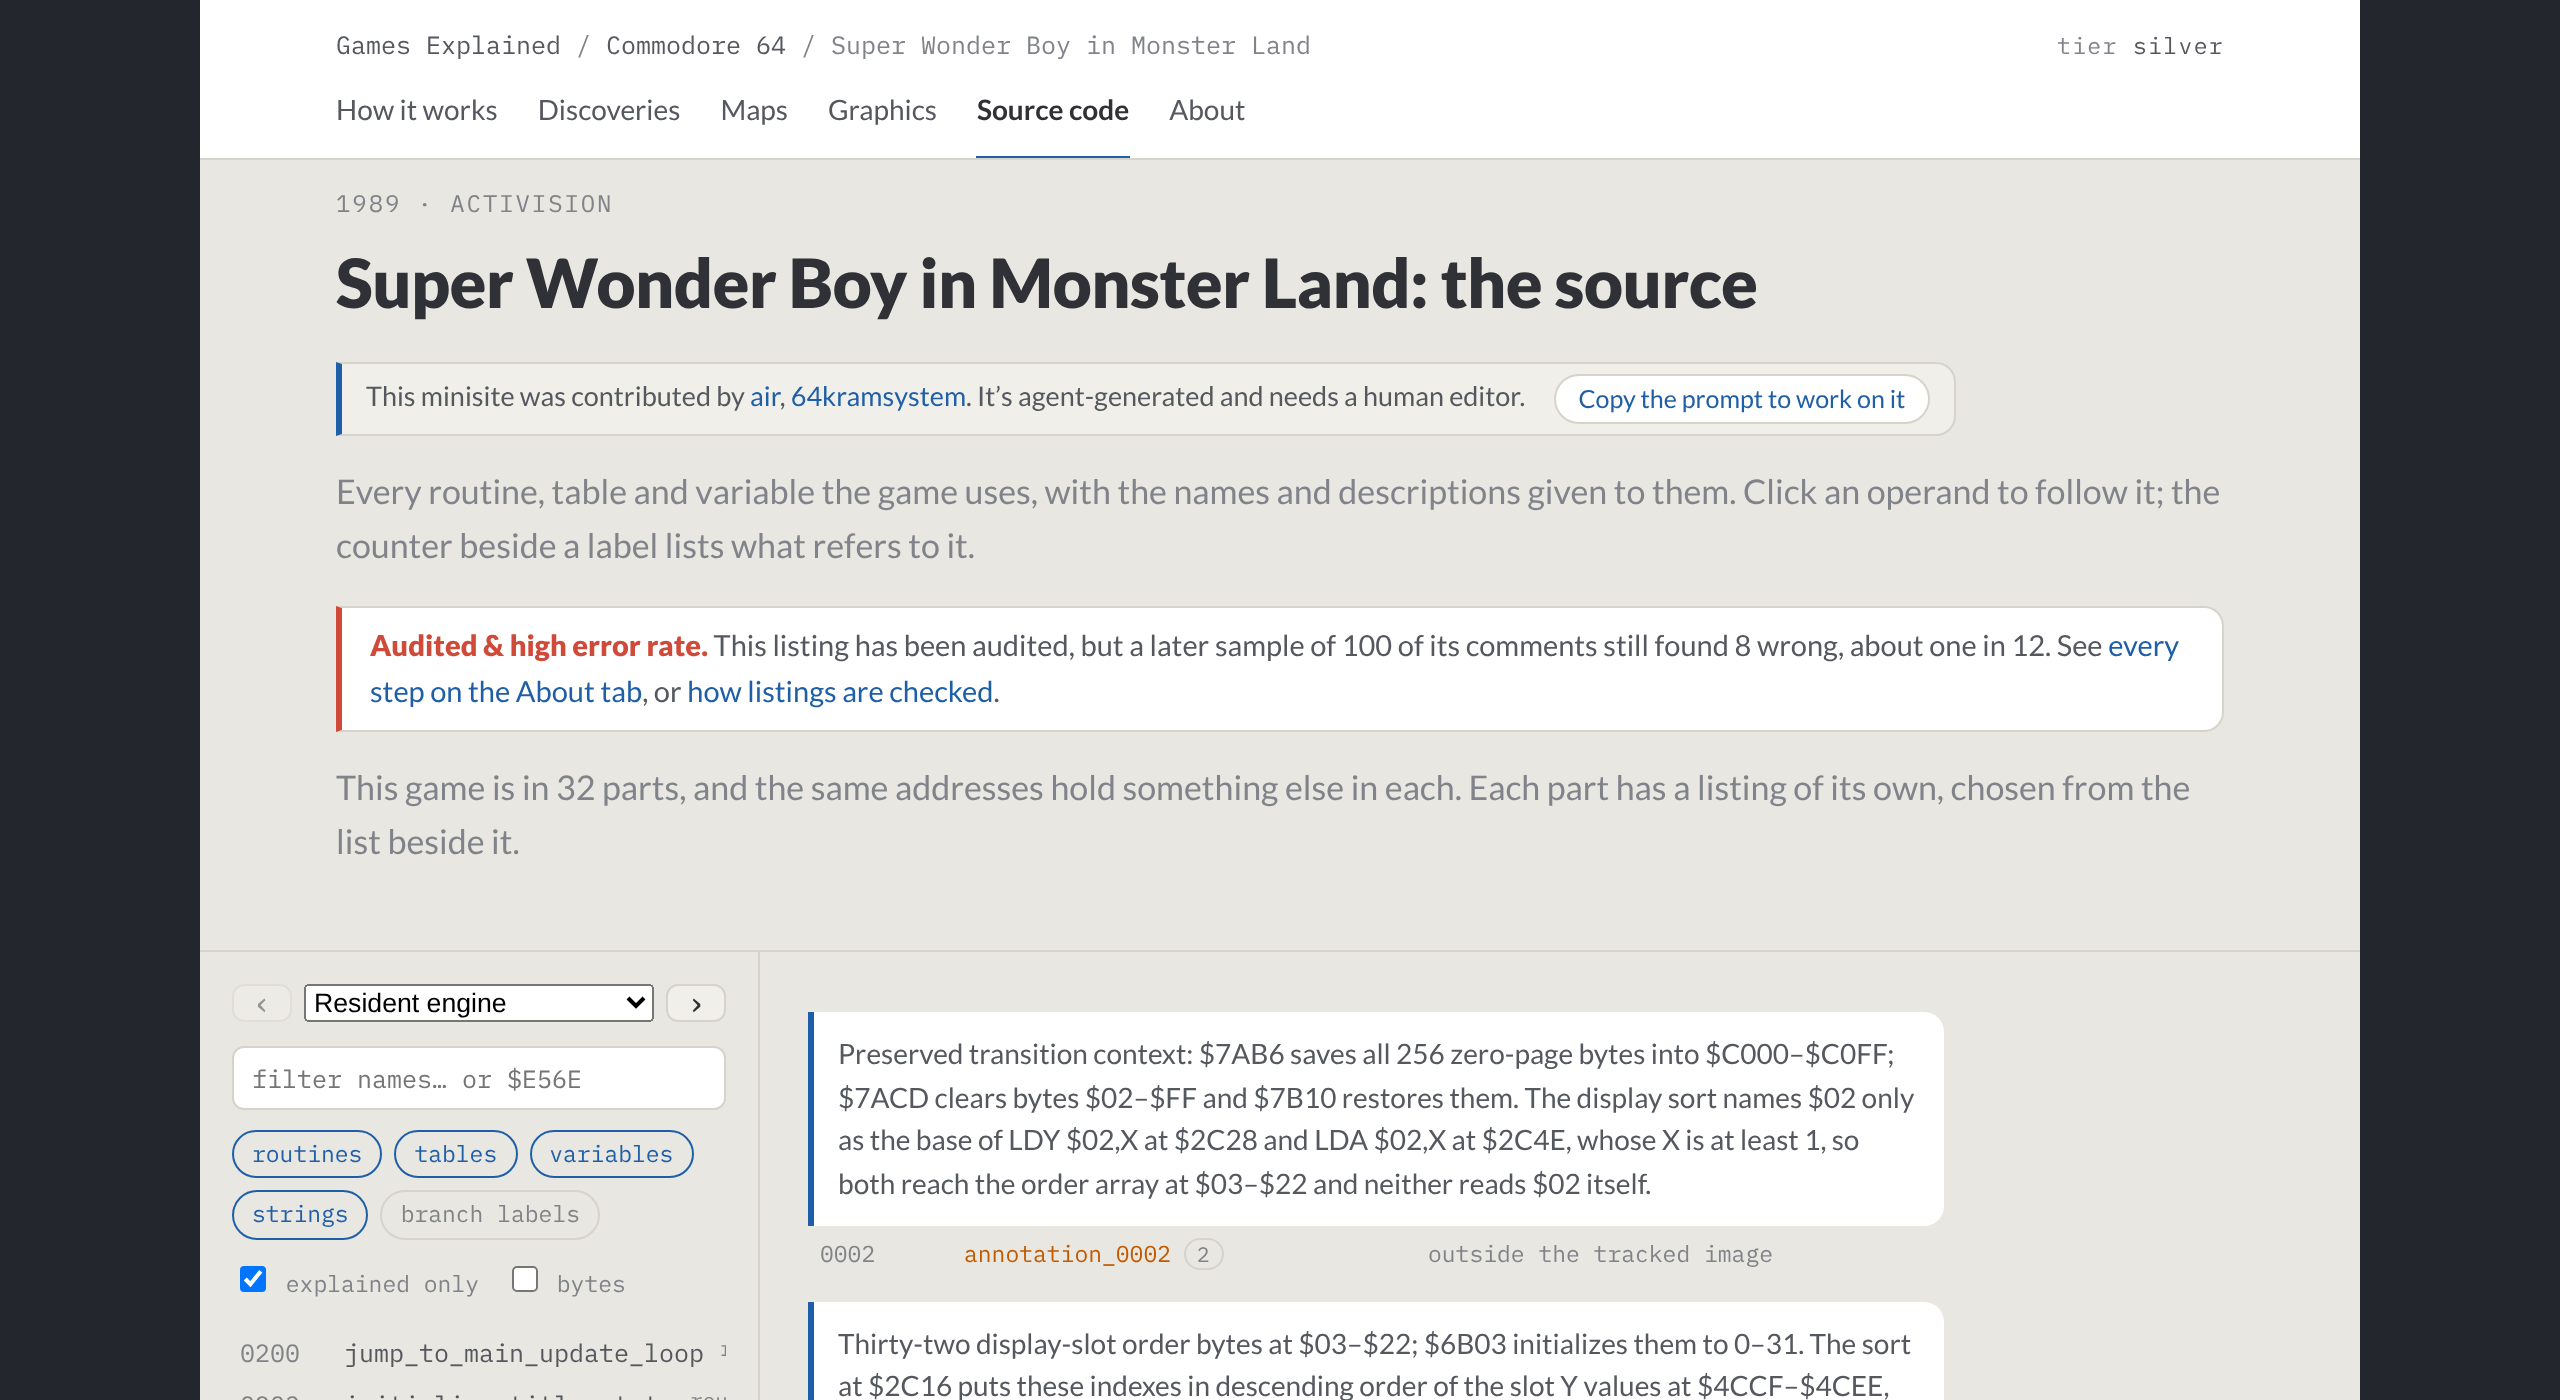 Games Explained / Commodore 64 / Super Wonder Boy in Monster Land
tier silver
How it works Discoveries Maps Graphics Source code About
1989 · ACTIVISION
Super Wonder Boy in Monster Land: the source
This minisite was contributed by air, 64kramsystem. It’s agent-generated and needs a human editor. Copy the prompt to work on it
Every routine, table and variable the game uses, with the names and descriptions given to them. Click an operand to follow it; the
counter beside a label lists what refers to it.
Audited & high error rate. This listing has been audited, but a later sample of 100 of its comments still found 8 wrong, about one in 12. See every
step on the About tab, or how listings are checked.
This game is in 32 parts, and the same addresses hold something else in each. Each part has a listing of its own, chosen from the
list beside it.
‹ Resident engine ›
filter names… or $E56E
routines tables variables
strings branch labels
explained only bytes
0200 jump_to_main_update_loop
Preserved transition context: $7AB6 saves all 256 zero-page bytes into $C000–$C0FF;
$7ACD clears bytes $02–$FF and $7B10 restores them. The display sort names $02 only
as the base of LDY $02,X at $2C28 and LDA $02,X at $2C4E, whose X is at least 1, so
both reach the order array at $03–$22 and neither reads $02 itself.
0002 annotation_0002 2 outside the tracked image
Thirty-two display-slot order bytes at $03–$22; $6B03 initializes them to 0–31. The sort
at $2C16 puts these indexes in descending order of the slot Y values at $4CCF–$4CEE,